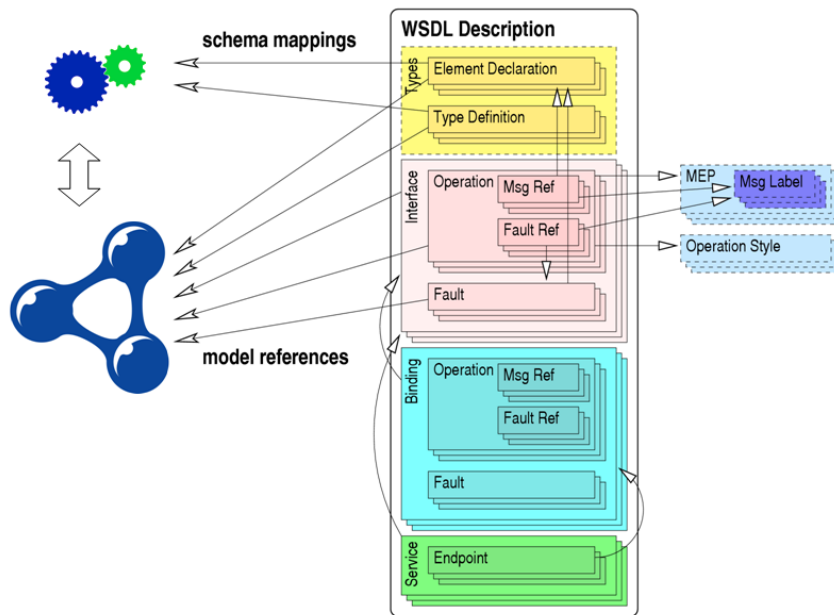 WSDL Description
schema mappings
Types
Element Declaration
Type Definition
Interface
Operation
Msg Ref
Fault Ref
Fault
MEP
Msg Label
Operation Style
model references
Binding
Operation
Msg Ref
Fault Ref
Fault
Service
Endpoint